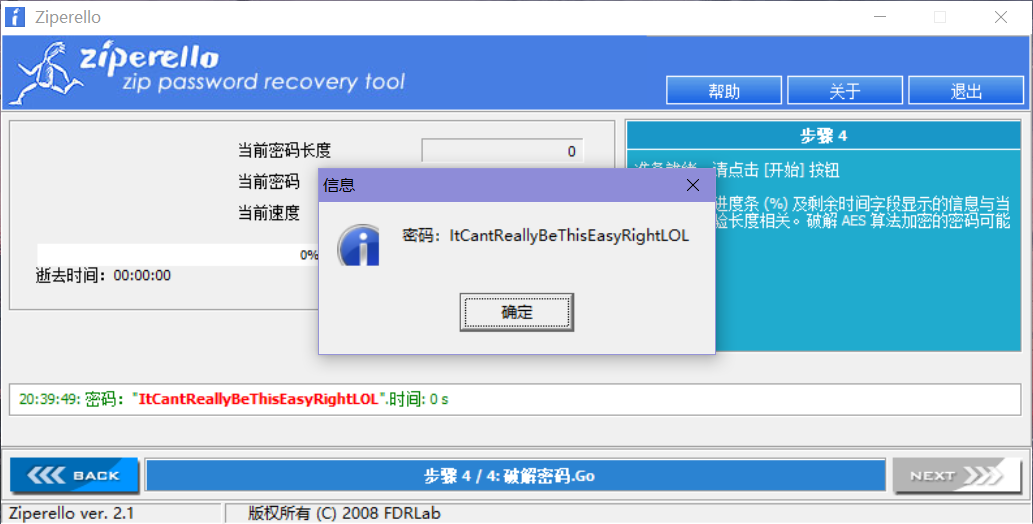 Ziperello
ziperello
zip password recovery tool
帮助
关于
退出
当前密码长度
0
当前密码
当前速度
0%
逝去时间：00:00:00
步骤 4
请点击 [开始] 按钮
进度条 (%) 及剩余时间字段显示的信息与当
验长度相关。破解 AES 算法加密的密码可能
信息
密码：ItCantReallyBeThisEasyRightLOL
确定
20:39:49: 密码："ItCantReallyBeThisEasyRightLOL".时间: 0 s
BACK
步骤 4 / 4: 破解密码.Go
NEXT
Ziperello ver. 2.1
版权所有 (C) 2008 FDRLab